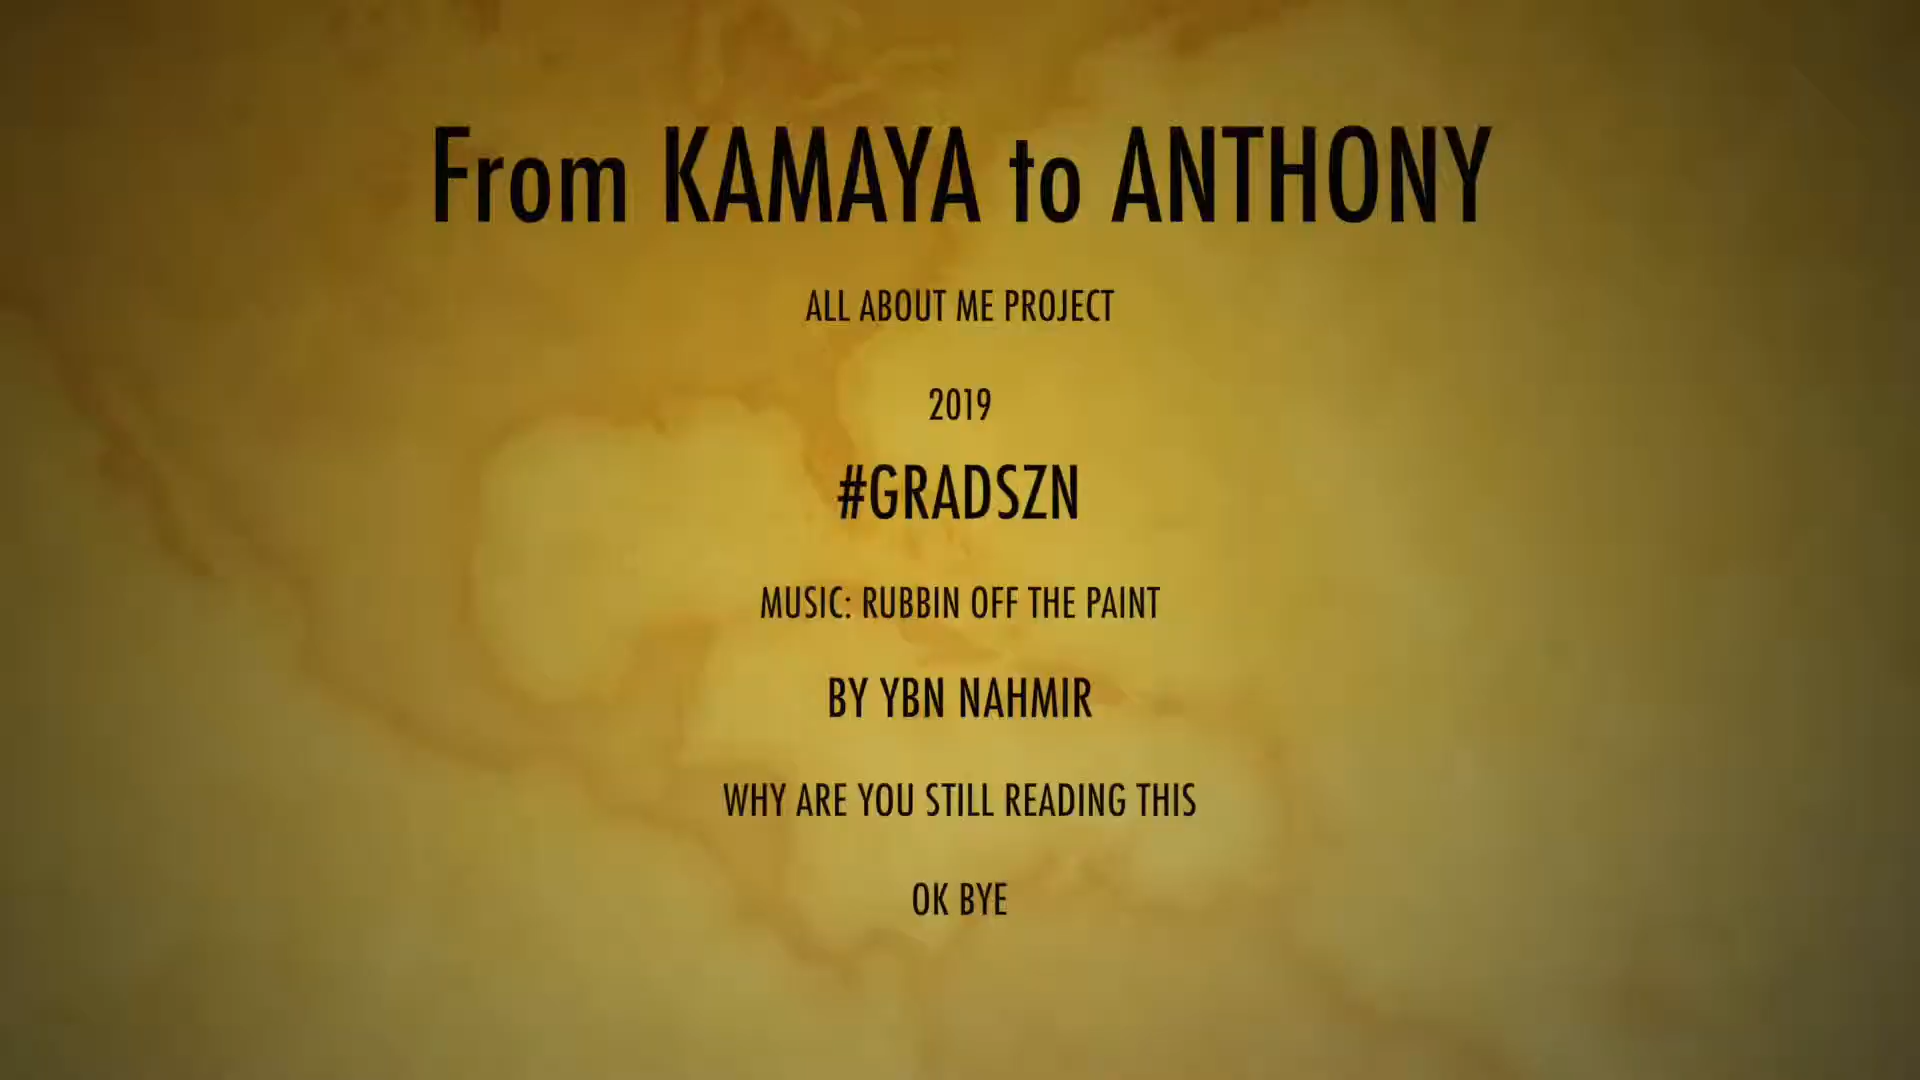 From KAMAYA to ANTHONY
ALL ABOUT ME PROJECT
2019
#GRADSZN
MUSIC: RUBBIN OFF THE PAINT
BY YBN NAHMIR
WHY ARE YOU STILL READING THIS
OK BYE